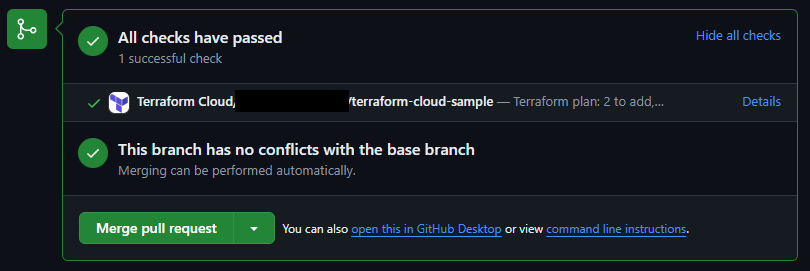 All checks have passed
Hide all checks
1 successful check
Terraform Cloud/ /terraform-cloud-sample — Terraform plan: 2 to add,...
Details
This branch has no conflicts with the base branch
Merging can be performed automatically.
Merge pull request
You can also open this in GitHub Desktop or view command line instructions.